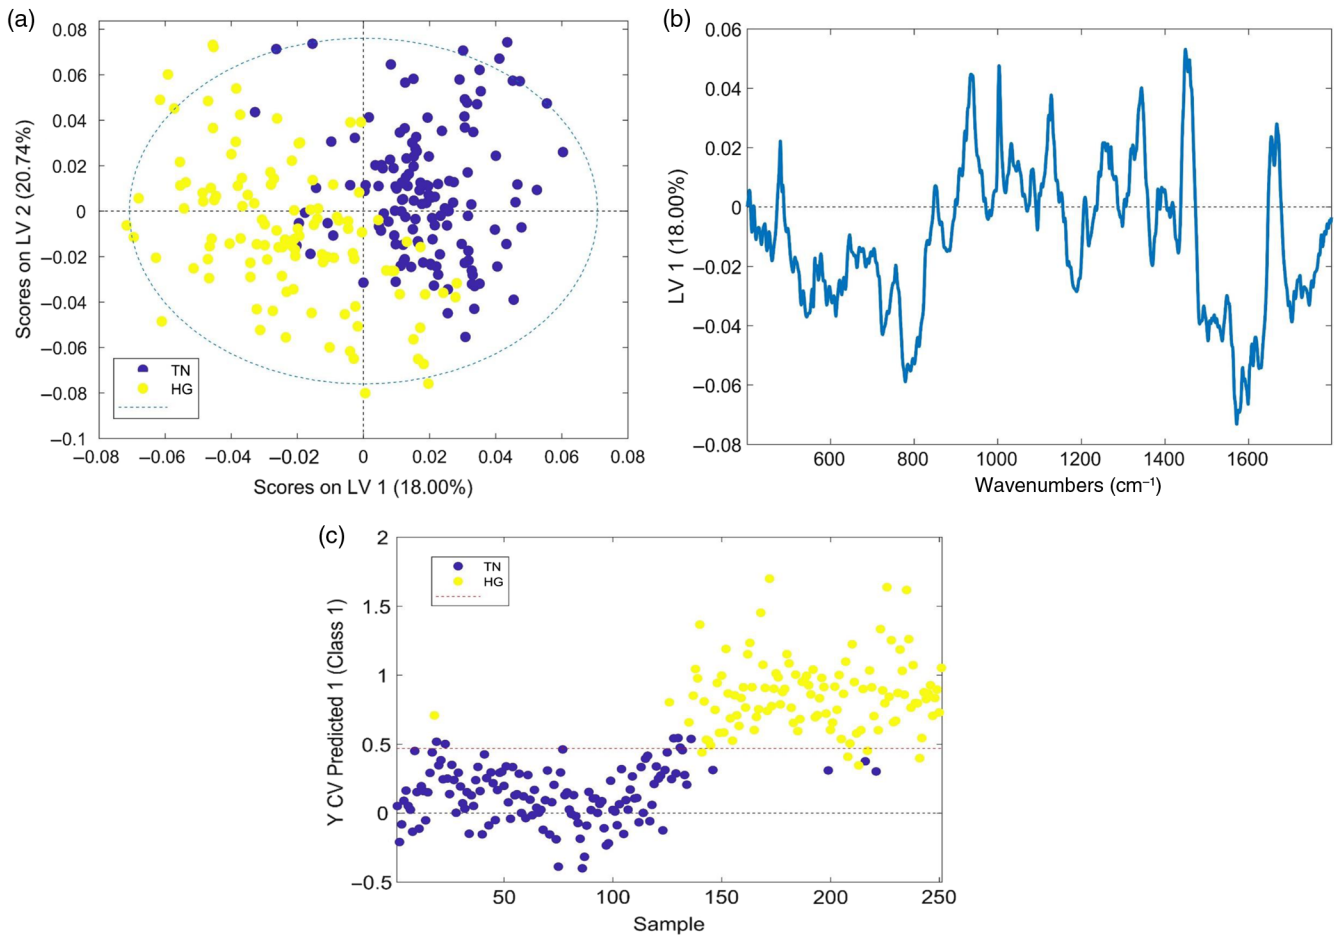 (a)
0.08
0.06
0.04
0.02
0
–0.02
–0.04
–0.06
–0.08
–0.1
Scores on LV 2 (20.74%)
TN
HG
–0.08 –0.06 –0.04 –0.02 0 0.02 0.04 0.06 0.08
Scores on LV 1 (18.00%)
(b)
0.06
0.04
0.02
0
–0.02
–0.04
–0.06
–0.08
LV 1 (18.00%)
600 800 1000 1200 1400 1600
Wavenumbers (cm⁻¹)
(c)
2
1.5
1
0.5
0
–0.5
Y CV Predicted 1 (Class 1)
TN
HG
50 100 150 200 250
Sample